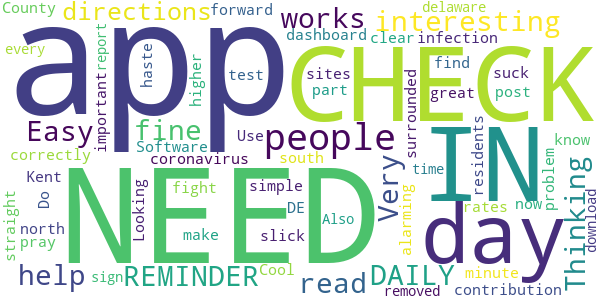 County
directions
forward
delaware
every
works
interesting
app
CHECK
dashboard
clear
infection
important
report
haste
higher
test
sites
find
suck
part
great
post
surrounded
Easy
fine
people
IN
residents
problem
know
download
correctly
Software
Use
coronavirus
south
time
now
Thinking
Kent
Do
NEED
Looking
fight
simple
DE
Very
Also
day
rates
alarming
straight
north
pray
make
slick
help
sign
REMINDER
Cool
read
DAILY
minute
removed
contribution